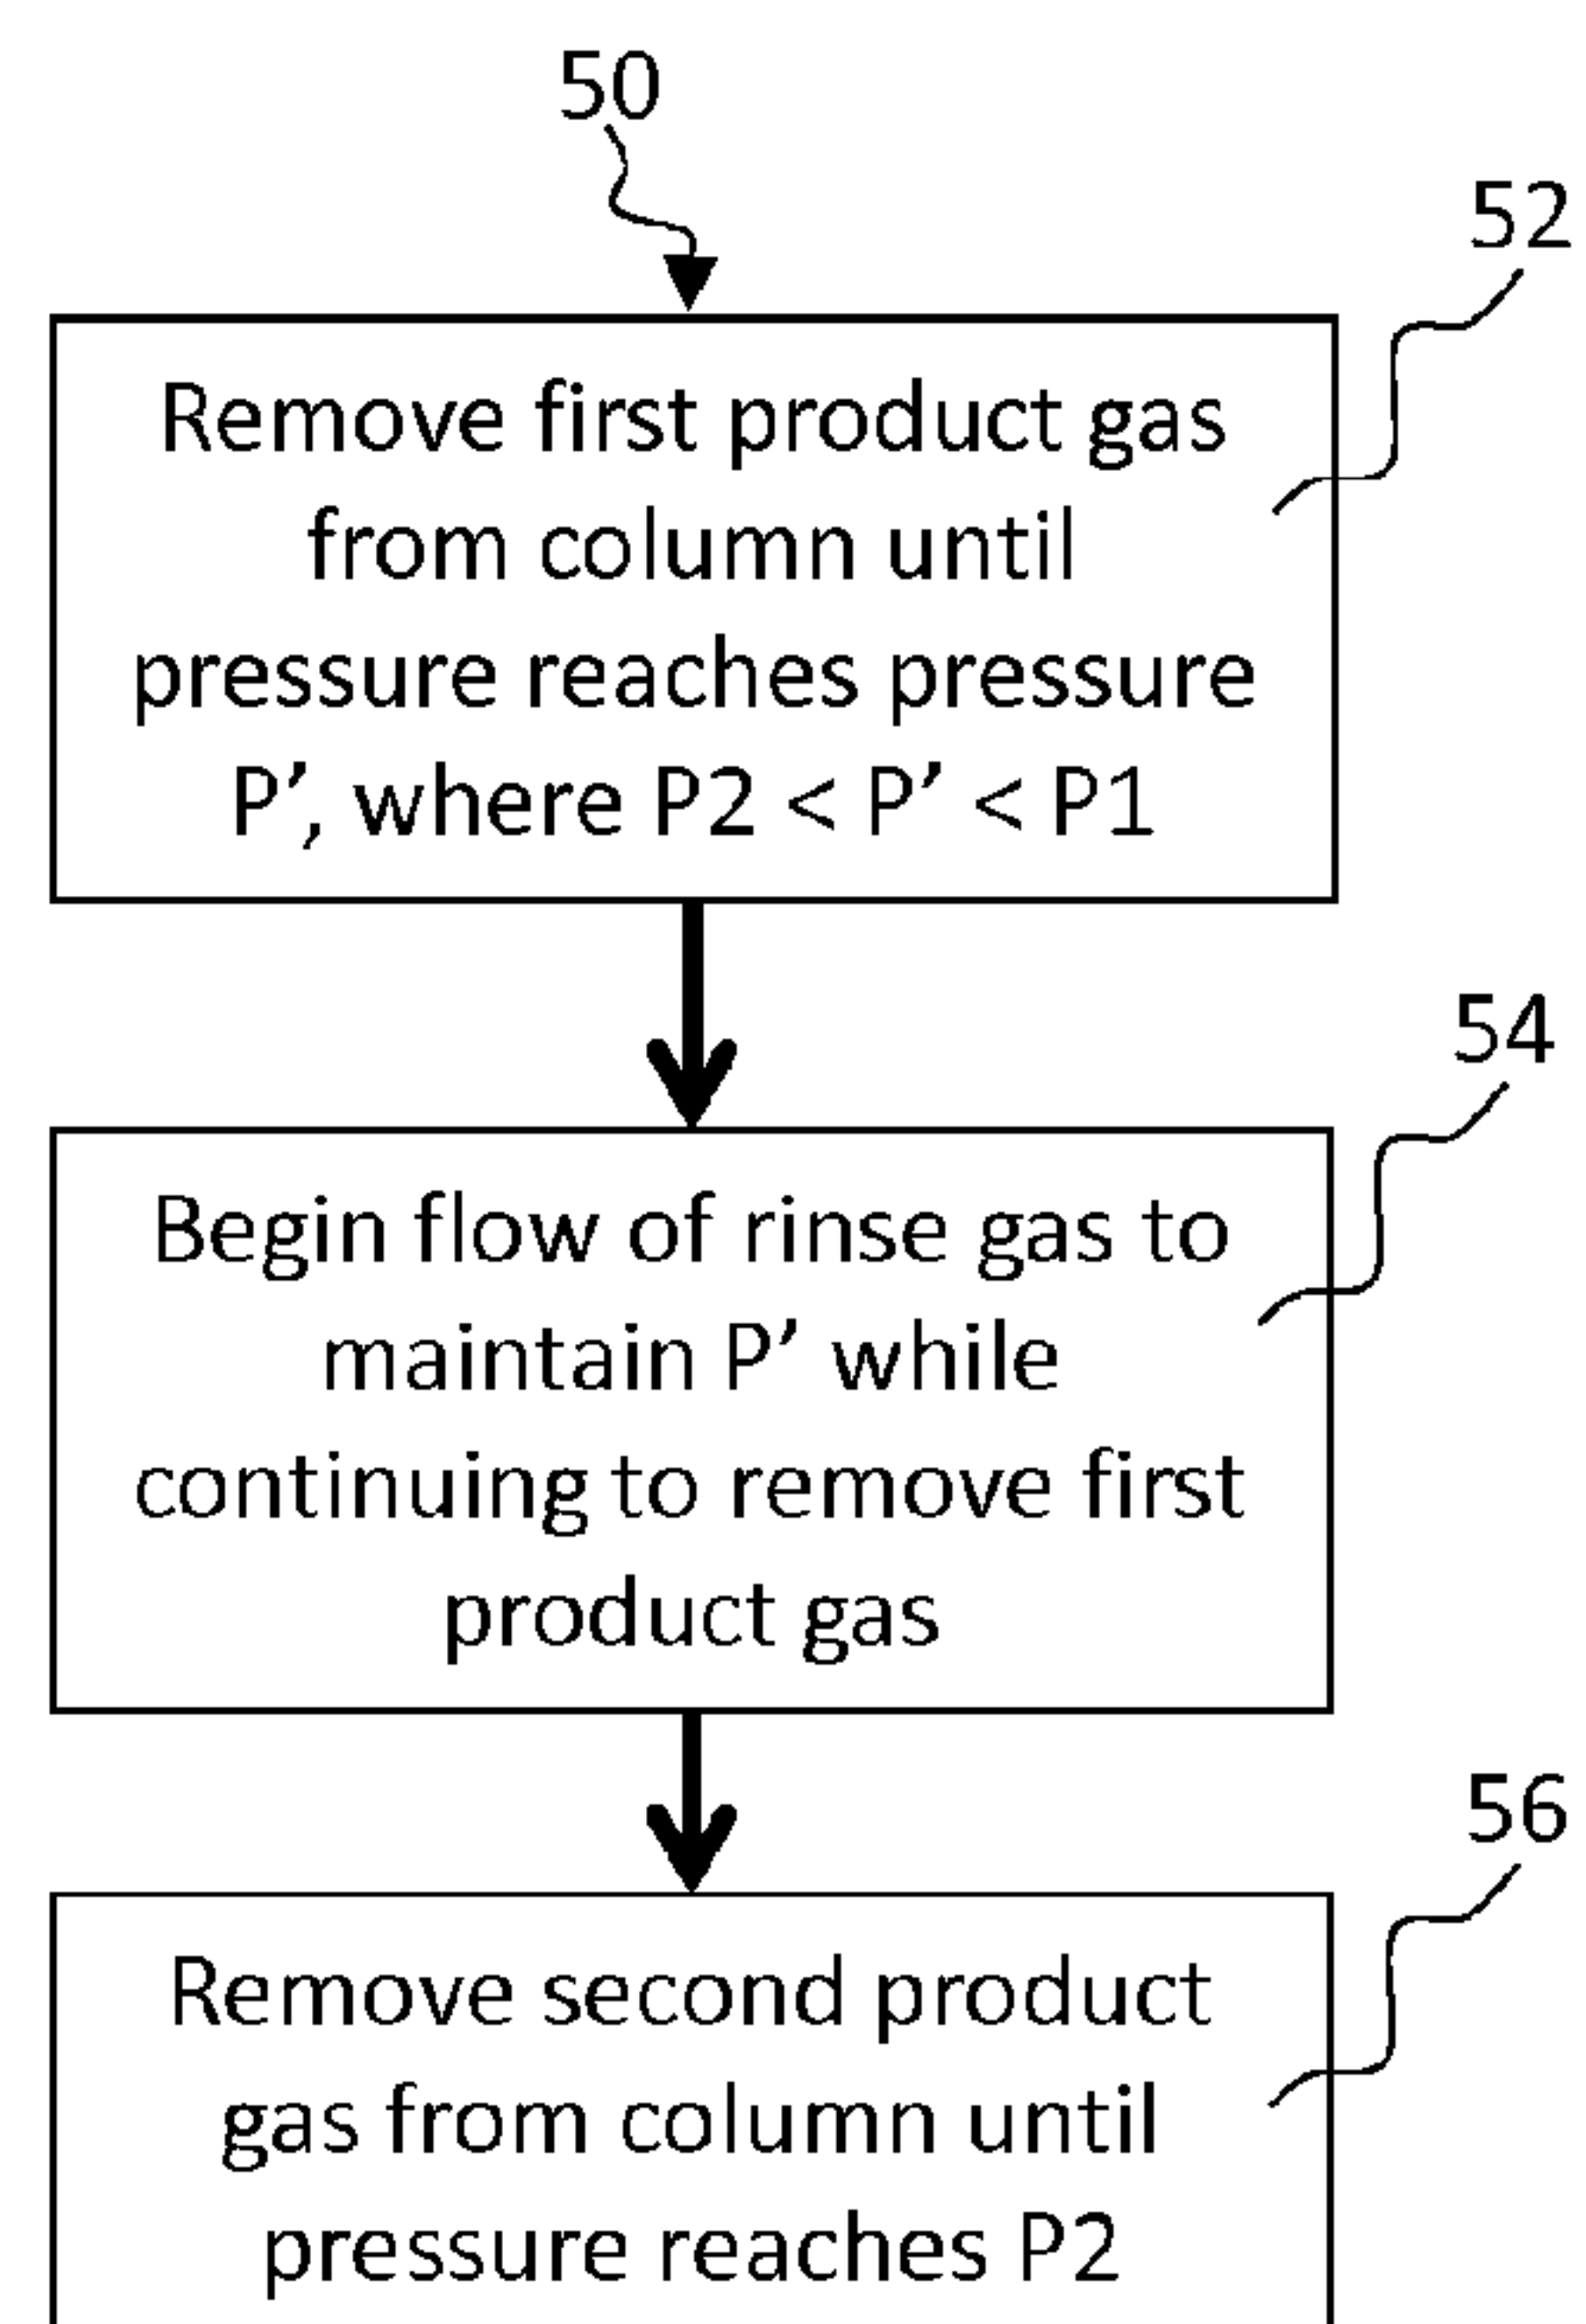 50
52
Remove first product gas
from column until
pressure reaches pressure
P’, where P2 < P’ < P1
54
Begin flow of rinse gas to
maintain P’ while
continuing to remove first
product gas
56
Remove second product
gas from column until
pressure reaches P2